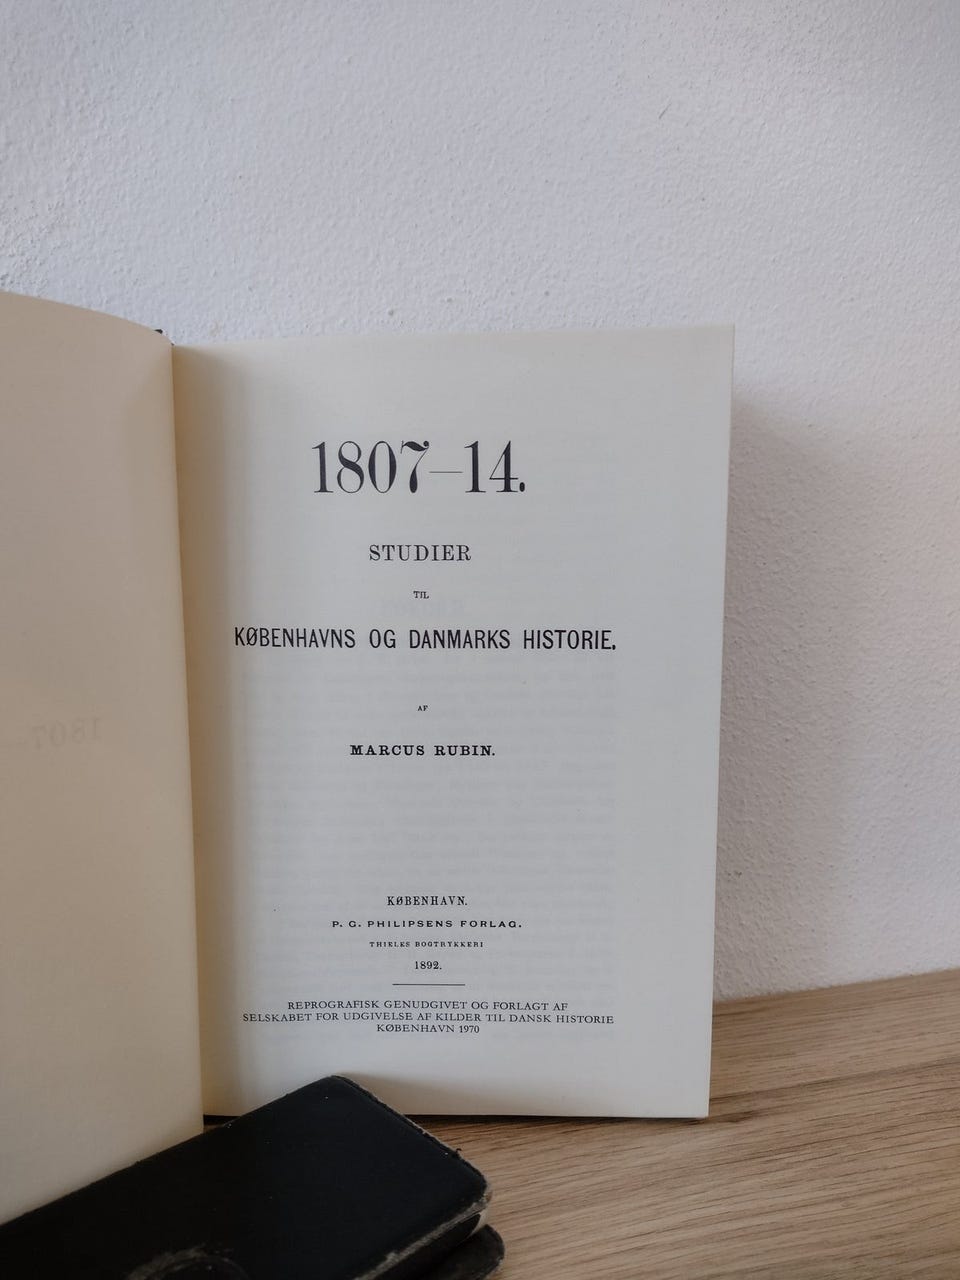 1807–14.
STUDIER
TIL
KØBENHAVNS OG DANMARKS HISTORIE.
AF
MARCUS RUBIN.
KØBENHAVN.
P. G. PHILIPSENS FORLAG.
THIELES BOGTRYKKERI
1892.
REPROGRAFISK GENUDGIVET OG FORLAGT AF
SELSKABET FOR UDGIVELSE AF KILDER TIL DANSK HISTORIE
KØBENHAVN 1970